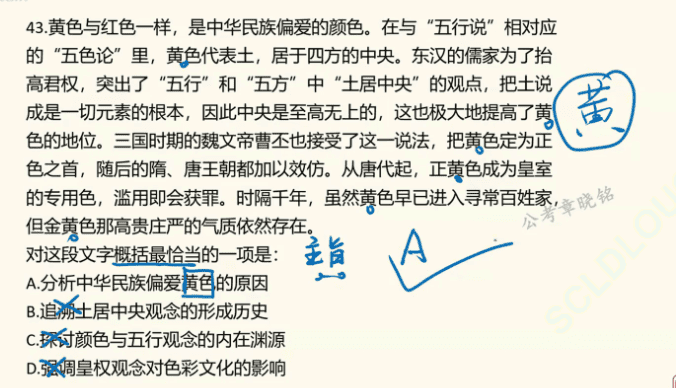 43.黄色与红色一样，是中华民族偏爱的颜色。在与“五行说”相对应
的“五色论”里，黄色代表土，居于四方的中央。东汉的儒家为了抬
高君权，突出了“五行”和“五方”中“土居中央”的观点，把土说
成是一切元素的根本，因此中央是至高无上的，这也极大地提高了黄
色的地位。三国时期的魏文帝曹丕也接受了这一说法，把黄色定为正
色之首，随后的隋、唐王朝都加以效仿。从唐代起，正黄色成为皇室
的专用色，滥用即会获罪。时隔千年，虽然黄色早已进入寻常百姓家，
但金黄色那高贵庄严的气质依然存在。
黄
公考章晓铭
对这段文字概括最恰当的一项是：
主旨
A
A.分析中华民族偏爱黄色的原因
B.追溯土居中央观念的形成历史
C.探讨颜色与五行观念的内在渊源
D.强调皇权观念对色彩文化的影响
SCLDLOU